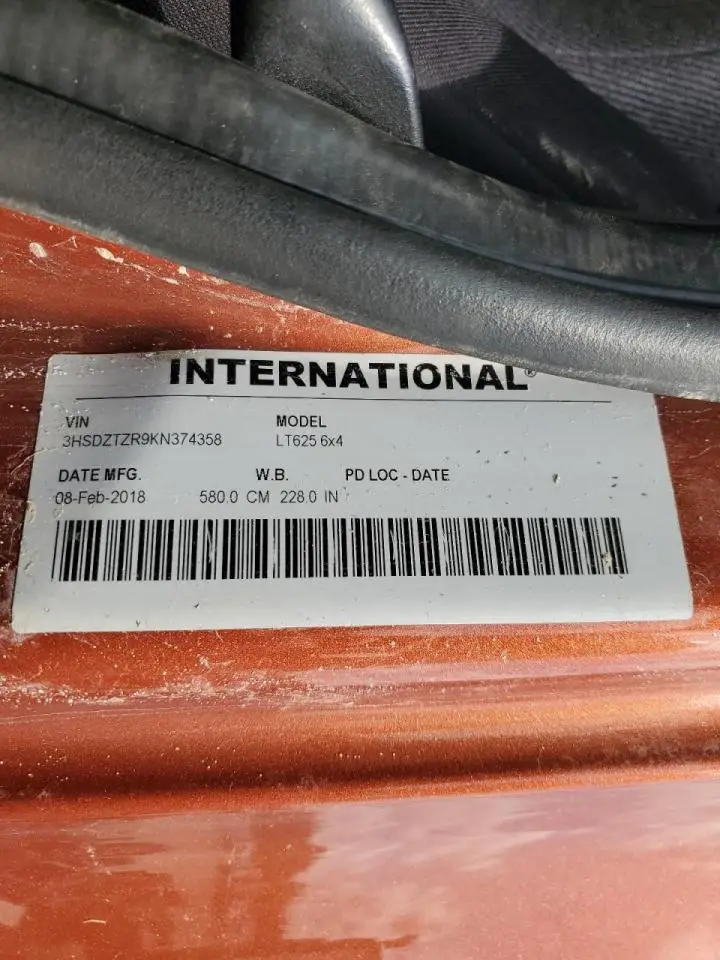 INTERNATIONAL®
VIN MODEL
3HSDZTZR9KN374358 LT625 6x4
DATE MFG. W.B. PD LOC - DATE
08-Feb-2018 580.0 CM 228.0 IN